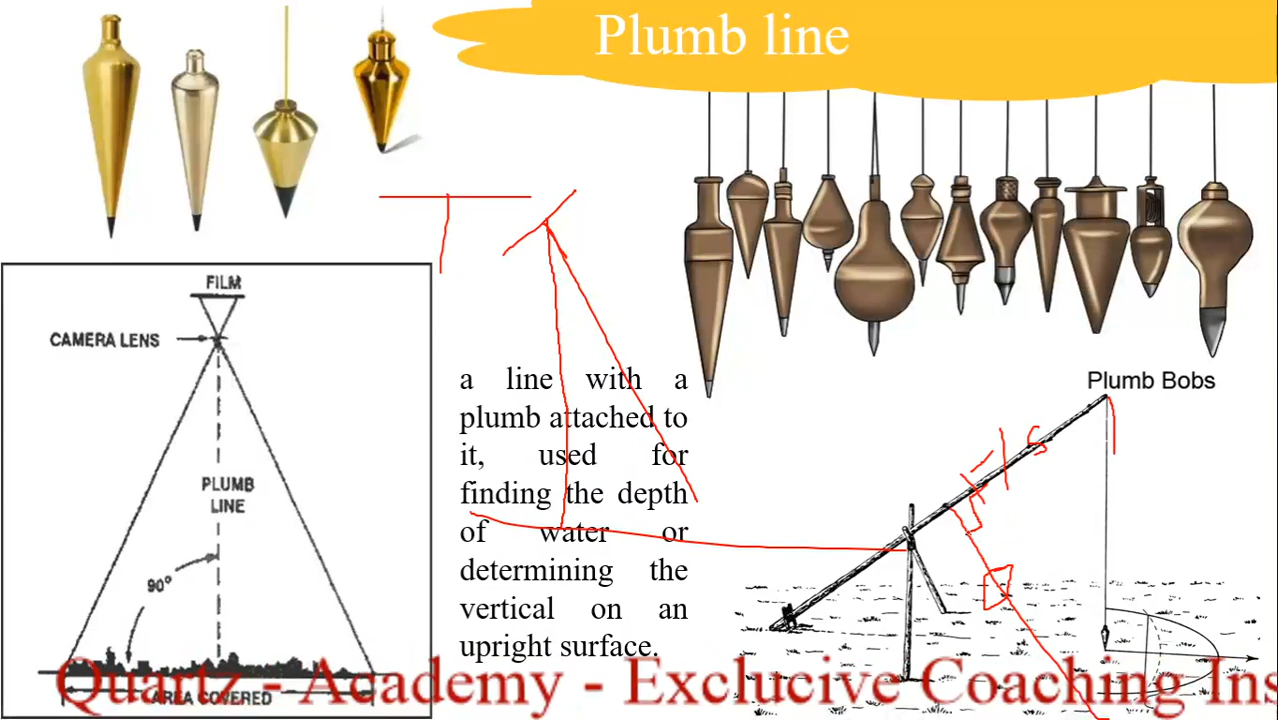 Plumb line
FILM
CAMERA LENS
PLUMB
LINE
90°
AREA COVERED
a line with a
plumb attached to
it, used for
finding the depth
of water or
determining the
vertical on an
upright surface.
Plumb Bobs
Quartz - Academy - Exclucive Coaching Ins